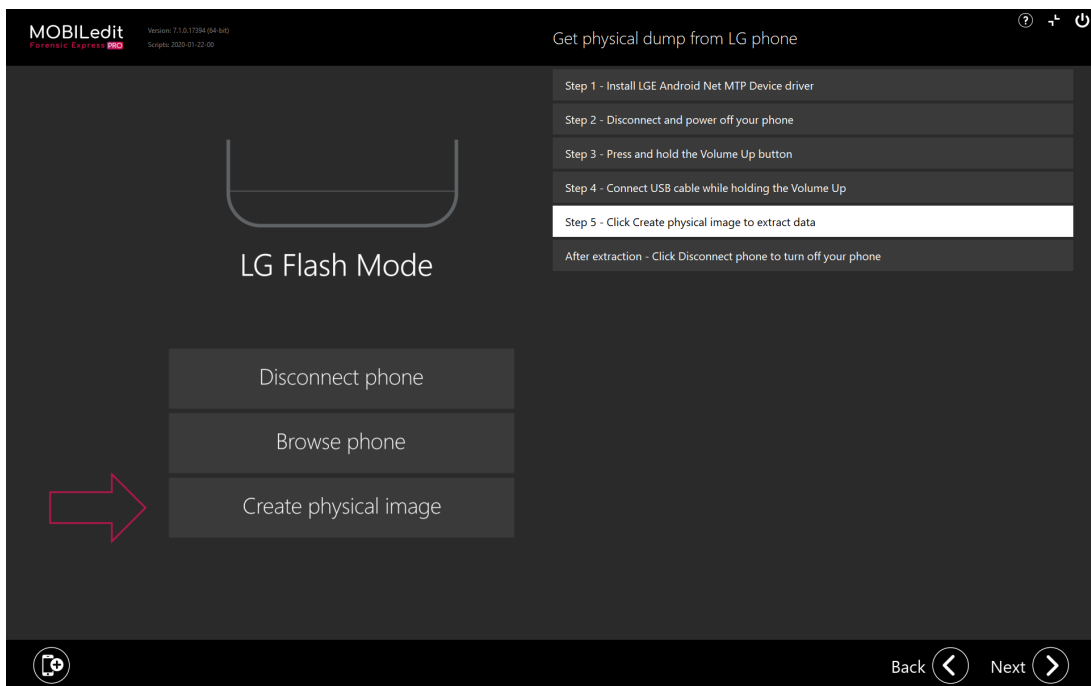 MOBILedit
Forensic Express PRO
Version: 7.1.0.17394 (64-bit)
Scripts: 2020-01-22-00
Get physical dump from LG phone
?
Step 1 - Install LGE Android Net MTP Device driver
Step 2 - Disconnect and power off your phone
Step 3 - Press and hold the Volume Up button
Step 4 - Connect USB cable while holding the Volume Up
Step 5 - Click Create physical image to extract data
After extraction - Click Disconnect phone to turn off your phone
LG Flash Mode
Disconnect phone
Browse phone
Create physical image
Back
Next